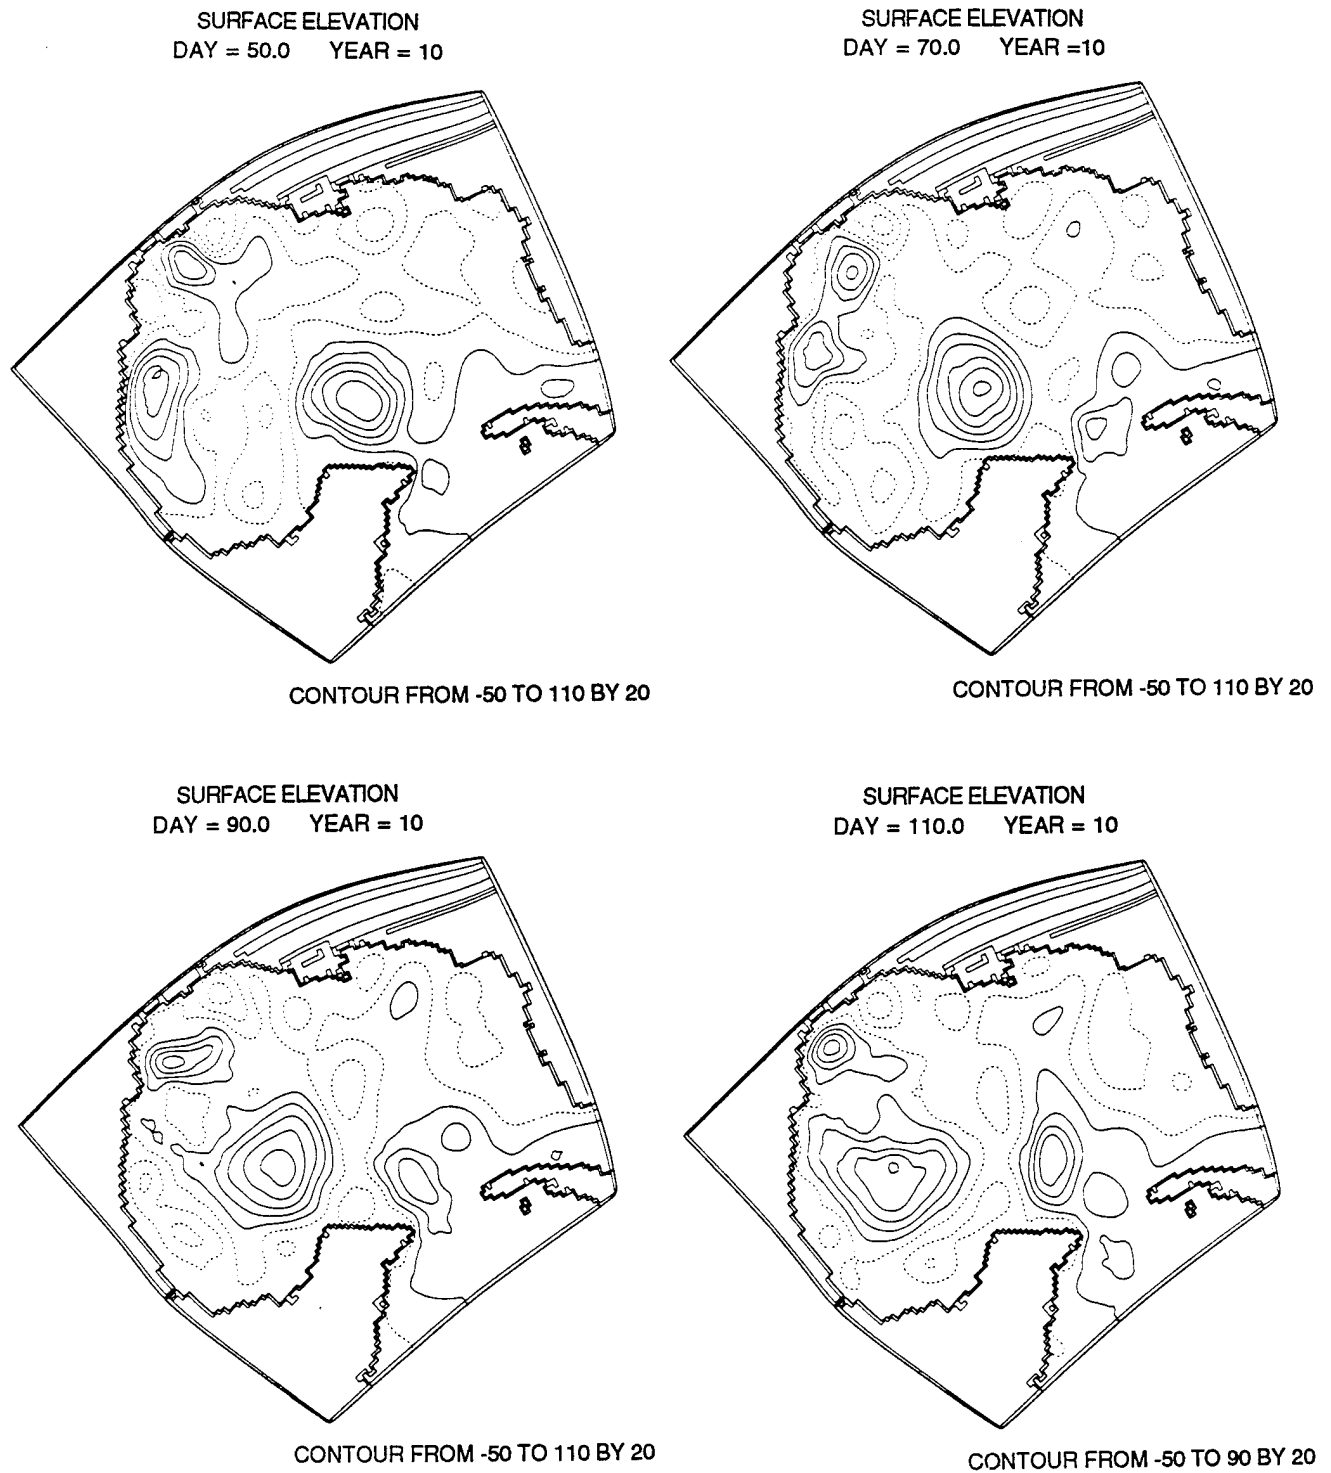 SURFACE ELEVATION
DAY = 50.0 YEAR = 10
CONTOUR FROM -50 TO 110 BY 20
SURFACE ELEVATION
DAY = 70.0 YEAR =10
CONTOUR FROM -50 TO 110 BY 20
SURFACE ELEVATION
DAY = 90.0 YEAR = 10
CONTOUR FROM -50 TO 110 BY 20
SURFACE ELEVATION
DAY = 110.0 YEAR = 10
CONTOUR FROM -50 TO 90 BY 20